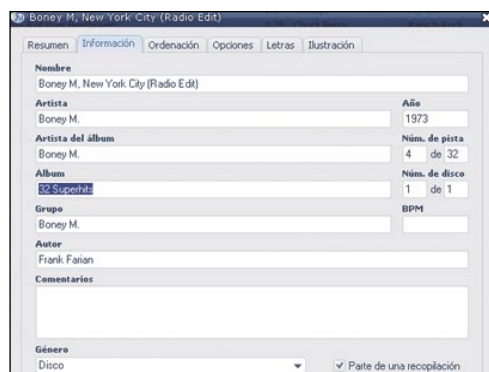 Boney M, New York City (Radio Edit)
Resumen Información Ordenación Opciones Letras Ilustración
Nombre
Boney M, New York City (Radio Edit)
Artista Año
Boney M. 1973
Artista del álbum Núm. de pista
Boney M. 4 de 32
Álbum Núm. de disco
32 Superhits 1 de 1
Grupo BPM
Boney M.
Autor
Frank Farian
Comentarios
Género
Disco Parte de una recopilación